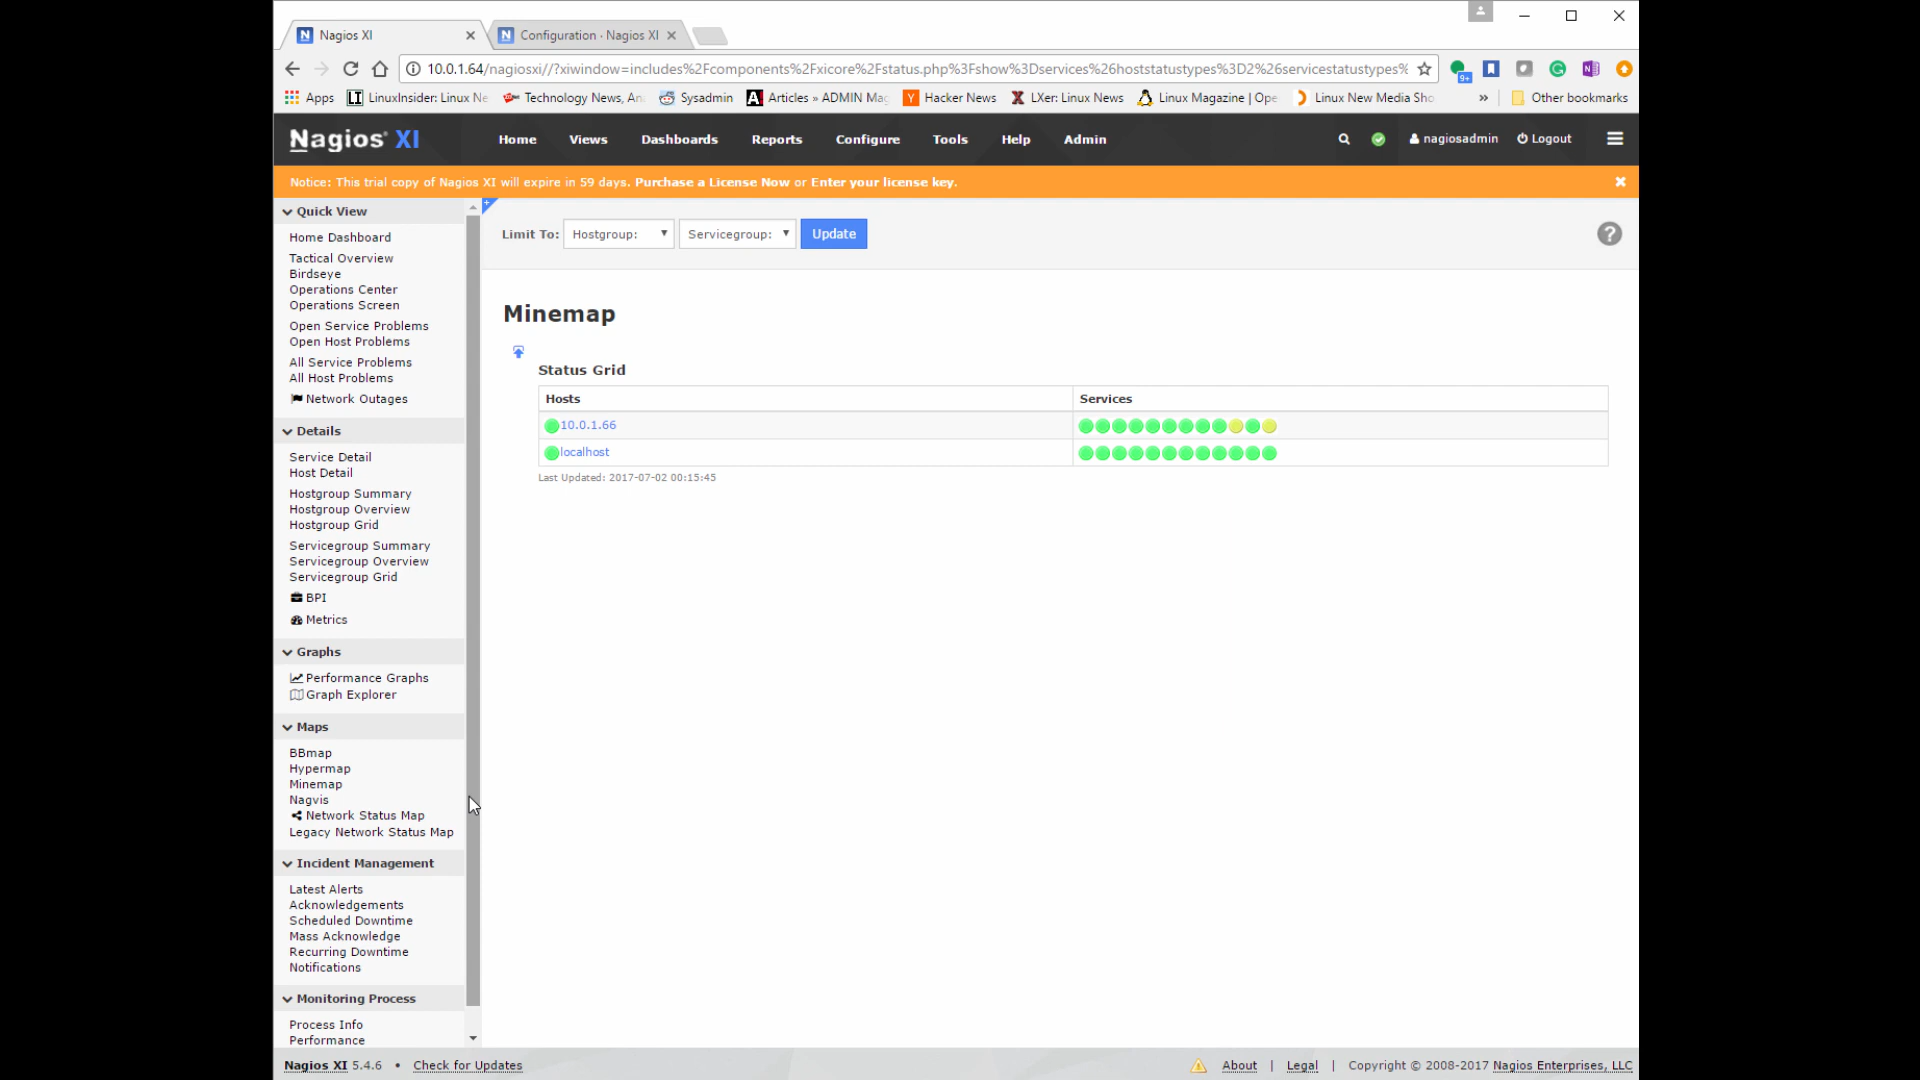 Nagios XI
Configuration · Nagios XI
10.0.1.64/nagiosxi//?xiwindow=includes%2Fcomponents%2Fxicore%2Fstatus.php%3Fshow%3Dservices%26hoststatustypes%3D2%26servicestatustypes%
9+
Apps LinuxInsider: Linux Ne Technology News, An Sysadmin Articles » ADMIN Mag Hacker News LXer: Linux News Linux Magazine | Ope Linux New Media Sho » Other bookmarks
Nagios® XI Home Views Dashboards Reports Configure Tools Help Admin nagiosadmin Logout
Notice: This trial copy of Nagios XI will expire in 59 days. Purchase a License Now or Enter your license key.
Quick View
Home Dashboard
Tactical Overview
Birdseye
Operations Center
Operations Screen
Open Service Problems
Open Host Problems
All Service Problems
All Host Problems
Network Outages
Details
Service Detail
Host Detail
Hostgroup Summary
Hostgroup Overview
Hostgroup Grid
Servicegroup Summary
Servicegroup Overview
Servicegroup Grid
BPI
Metrics
Graphs
Performance Graphs
Graph Explorer
Maps
BBmap
Hypermap
Minemap
Nagvis
Network Status Map
Legacy Network Status Map
Incident Management
Latest Alerts
Acknowledgements
Scheduled Downtime
Mass Acknowledge
Recurring Downtime
Notifications
Monitoring Process
Process Info
Performance
Limit To: Hostgroup: Servicegroup: Update
?
Minemap
Status Grid
Hosts Services
10.0.1.66
localhost
Last Updated: 2017-07-02 00:15:45
Nagios XI 5.4.6 • Check for Updates
About | Legal | Copyright © 2008-2017 Nagios Enterprises, LLC